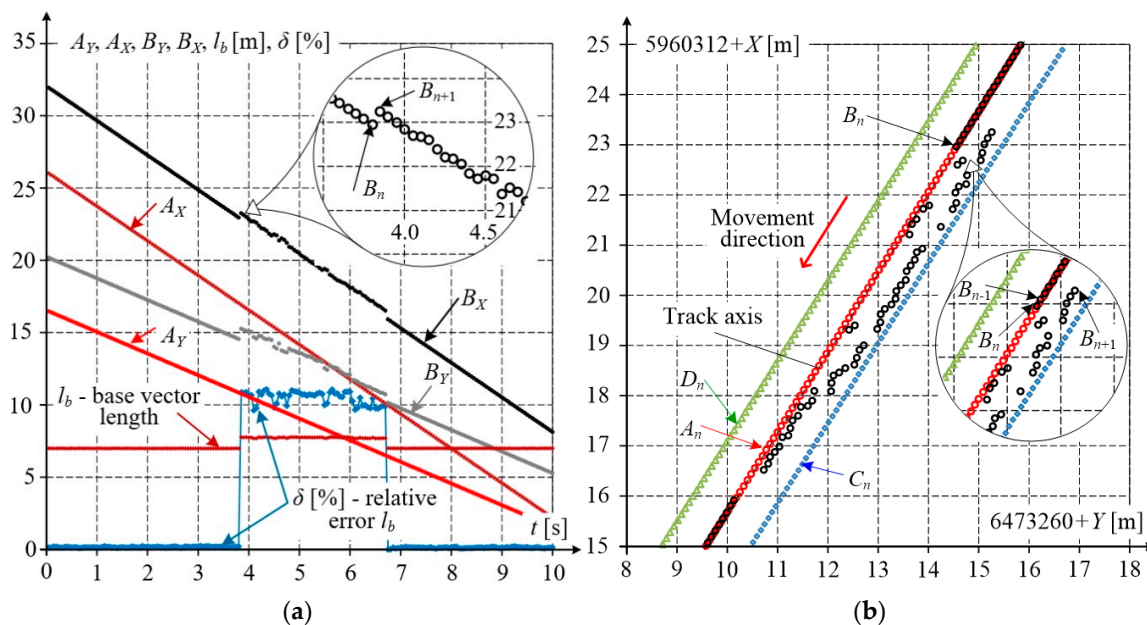 A_Y, A_X, B_Y, B_X, l_b [m], δ [%]
35
30
25
20
15
10
5
0
0 1 2 3 4 5 6 7 8 9 10
t [s]
B_{n+1}
B_n
23
22
21
4.0 4.5
A_X
A_Y
B_X
B_Y
l_b - base vector
length
δ [%] - relative
error l_b
(a)
5960312+X [m]
25
24
23
22
21
20
19
18
17
16
15
8 9 10 11 12 13 14 15 16 17 18
6473260+Y [m]
B_n
Movement
direction
Track axis
B_{n-1}
B_n
B_{n+1}
D_n
A_n
C_n
(b)